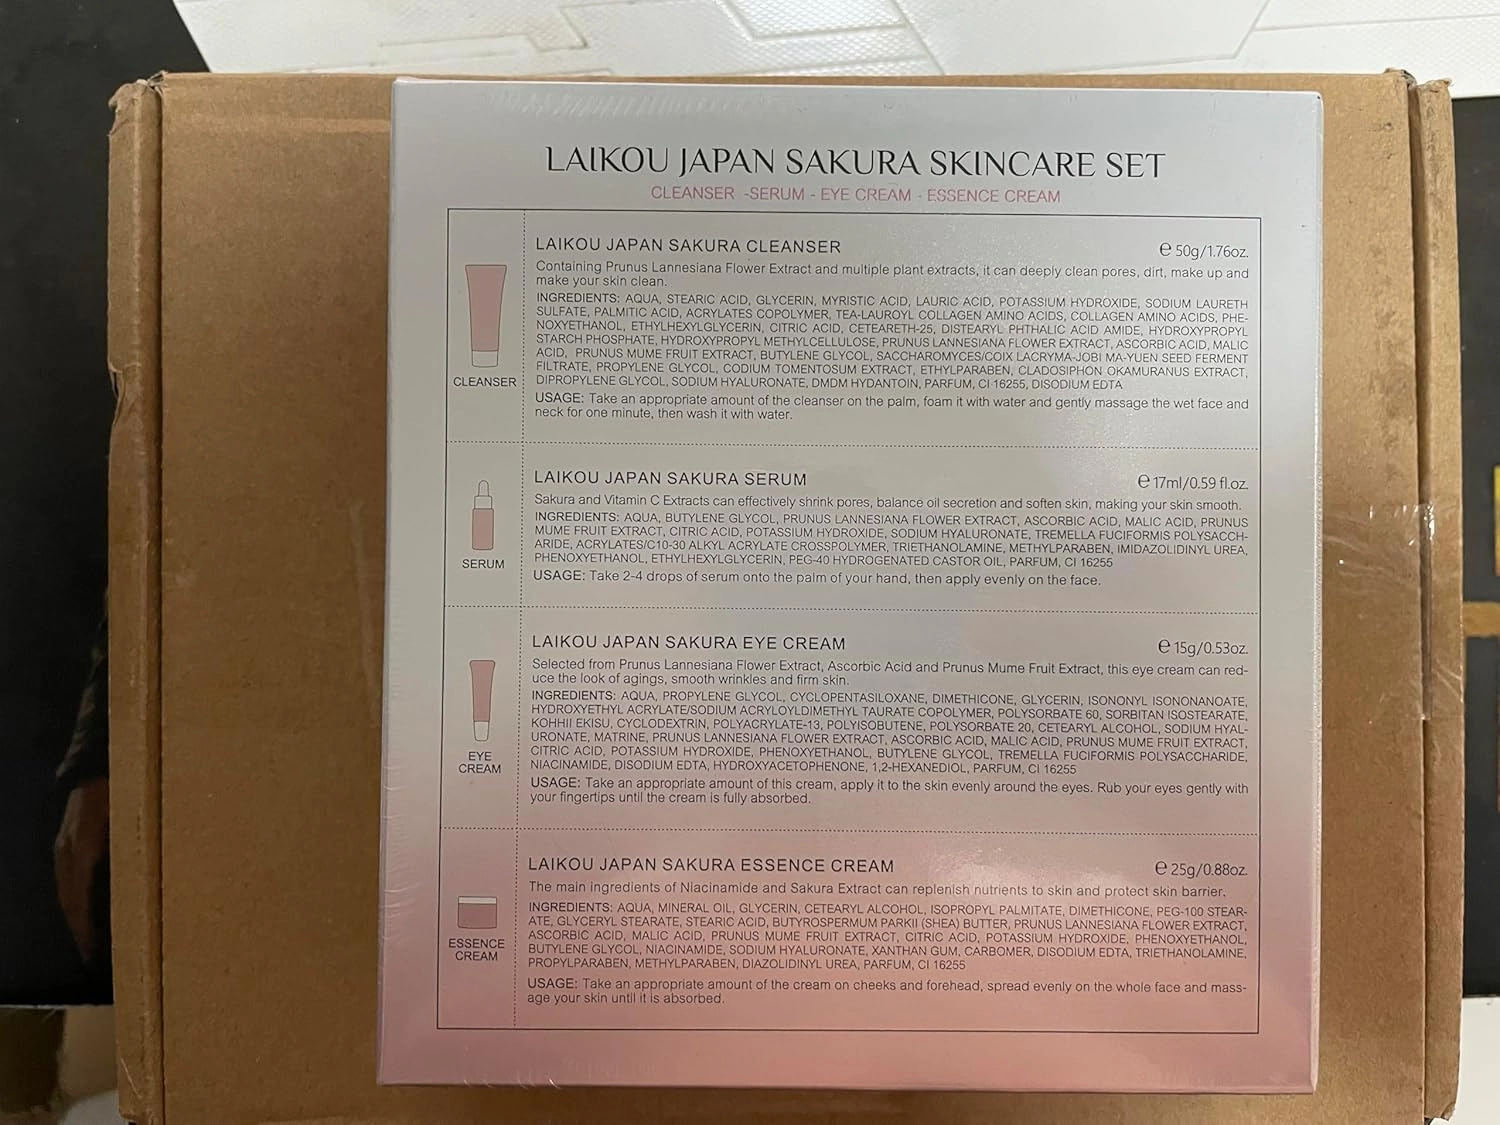 LAIKOU JAPAN SAKURA SKINCARE SET
CLEANSER -SERUM - EYE CREAM - ESSENCE CREAM
LAIKOU JAPAN SAKURA CLEANSER
℮ 50g/1.76oz.
Containing Prunus Lannesiana Flower Extract and multiple plant extracts, it can deeply clean pores, dirt, make up and
make your skin clean.
INGREDIENTS: AQUA, STEARIC ACID, GLYCERIN, MYRISTIC ACID, LAURIC ACID, POTASSIUM HYDROXIDE, SODIUM LAURETH
SULFATE, PALMITIC ACID, ACRYLATES COPOLYMER, TEA-LAUROYL COLLAGEN AMINO ACIDS, COLLAGEN AMINO ACIDS, PHE-
NOXYETHANOL, ETHYLHEXYLGLYCERIN, CITRIC ACID, CETEARETH-25, DISTEARYL PHTHALIC ACID AMIDE, HYDROXYPROPYL
STARCH PHOSPHATE, HYDROXYPROPYL METHYLCELLULOSE, PRUNUS LANNESIANA FLOWER EXTRACT, ASCORBIC ACID, MALIC
ACID, PRUNUS MUME FRUIT EXTRACT, BUTYLENE GLYCOL, SACCHAROMYCES/COIX LACRYMA-JOBI MA-YUEN SEED FERMENT
FILTRATE, PROPYLENE GLYCOL, CODIUM TOMENTOSUM EXTRACT, ETHYLPARABEN, CLADOSIPHON OKAMURANUS EXTRACT,
DIPROPYLENE GLYCOL, SODIUM HYALURONATE, DMDM HYDANTOIN, PARFUM, CI 16255, DISODIUM EDTA
USAGE: Take an appropriate amount of the cleanser on the palm, foam it with water and gently massage the wet face and
neck for one minute, then wash it with water.
CLEANSER
LAIKOU JAPAN SAKURA SERUM
℮ 17ml/0.59 fl.oz.
Sakura and Vitamin C Extracts can effectively shrink pores, balance oil secretion and soften skin, making your skin smooth.
INGREDIENTS: AQUA, BUTYLENE GLYCOL, PRUNUS LANNESIANA FLOWER EXTRACT, ASCORBIC ACID, MALIC ACID, PRUNUS
MUME FRUIT EXTRACT, CITRIC ACID, POTASSIUM HYDROXIDE, SODIUM HYALURONATE, TREMELLA FUCIFORMIS POLYSACCH-
ARIDE, ACRYLATES/C10-30 ALKYL ACRYLATE CROSSPOLYMER, TRIETHANOLAMINE, METHYLPARABEN, IMIDAZOLIDINYL UREA,
PHENOXYETHANOL, ETHYLHEXYLGLYCERIN, PEG-40 HYDROGENATED CASTOR OIL, PARFUM, CI 16255
USAGE: Take 2-4 drops of serum onto the palm of your hand, then apply evenly on the face.
SERUM
LAIKOU JAPAN SAKURA EYE CREAM
℮ 15g/0.53oz.
Selected from Prunus Lannesiana Flower Extract, Ascorbic Acid and Prunus Mume Fruit Extract, this eye cream can red-
uce the look of agings, smooth wrinkles and firm skin.
INGREDIENTS: AQUA, PROPYLENE GLYCOL, CYCLOPENTASILOXANE, DIMETHICONE, GLYCERIN, ISONONYL ISONONANOATE,
HYDROXYETHYL ACRYLATE/SODIUM ACRYLOYLDIMETHYL TAURATE COPOLYMER, POLYSORBATE 60, SORBITAN ISOSTEARATE,
KOHHII EKISU, CYCLODEXTRIN, POLYACRYLATE-13, POLYISOBUTENE, POLYSORBATE 20, CETEARYL ALCOHOL, SODIUM HYAL-
URONATE, MATRINE, PRUNUS LANNESIANA FLOWER EXTRACT, ASCORBIC ACID, MALIC ACID, PRUNUS MUME FRUIT EXTRACT,
CITRIC ACID, POTASSIUM HYDROXIDE, PHENOXYETHANOL, BUTYLENE GLYCOL, TREMELLA FUCIFORMIS POLYSACCHARIDE,
NIACINAMIDE, DISODIUM EDTA, HYDROXYACETOPHENONE, 1,2-HEXANEDIOL, PARFUM, CI 16255
USAGE: Take an appropriate amount of this cream, apply it to the skin evenly around the eyes. Rub your eyes gently with
your fingertips until the cream is fully absorbed.
EYE
CREAM
LAIKOU JAPAN SAKURA ESSENCE CREAM
℮ 25g/0.88oz.
The main ingredients of Niacinamide and Sakura Extract can replenish nutrients to skin and protect skin barrier.
INGREDIENTS: AQUA, MINERAL OIL, GLYCERIN, CETEARYL ALCOHOL, ISOPROPYL PALMITATE, DIMETHICONE, PEG-100 STEAR-
ATE, GLYCERYL STEARATE, STEARIC ACID, BUTYROSPERMUM PARKII (SHEA) BUTTER, PRUNUS LANNESIANA FLOWER EXTRACT,
ASCORBIC ACID, MALIC ACID, PRUNUS MUME FRUIT EXTRACT, CITRIC ACID, POTASSIUM HYDROXIDE, PHENOXYETHANOL,
BUTYLENE GLYCOL, NIACINAMIDE, SODIUM HYALURONATE, XANTHAN GUM, CARBOMER, DISODIUM EDTA, TRIETHANOLAMINE,
PROPYLPARABEN, METHYLPARABEN, DIAZOLIDINYL UREA, PARFUM, CI 16255
USAGE: Take an appropriate amount of the cream on cheeks and forehead, spread evenly on the whole face and mass-
age your skin until it is absorbed.
ESSENCE
CREAM